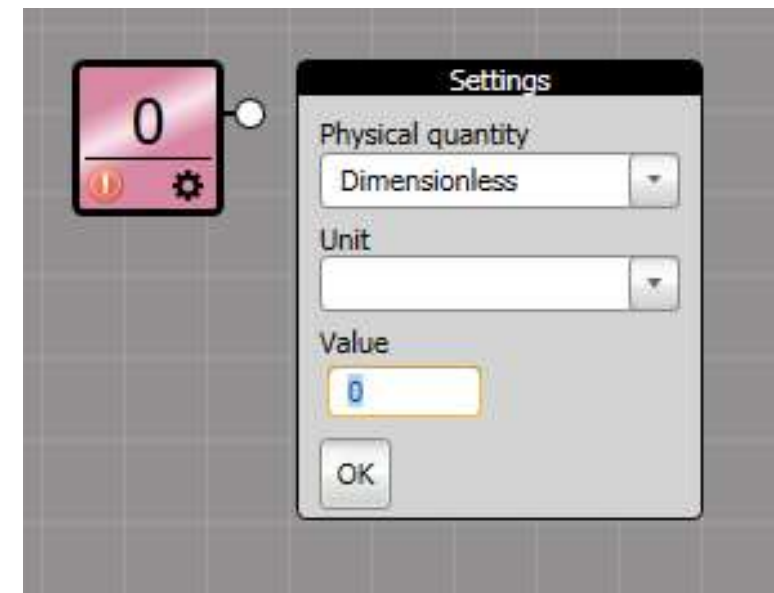 0
Settings
Physical quantity
Dimensionless
Unit
Value
0
OK